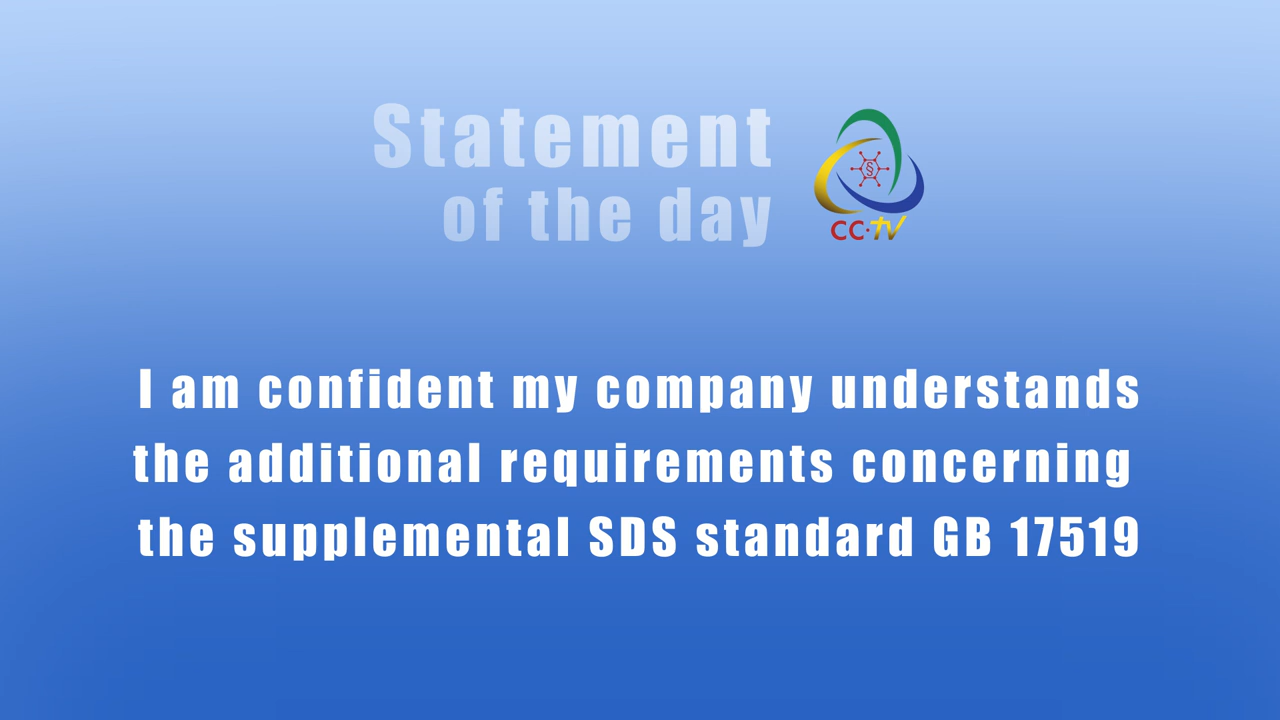 Statement
of the day
§
CC·TV
I am confident my company understands
the additional requirements concerning
the supplemental SDS standard GB 17519